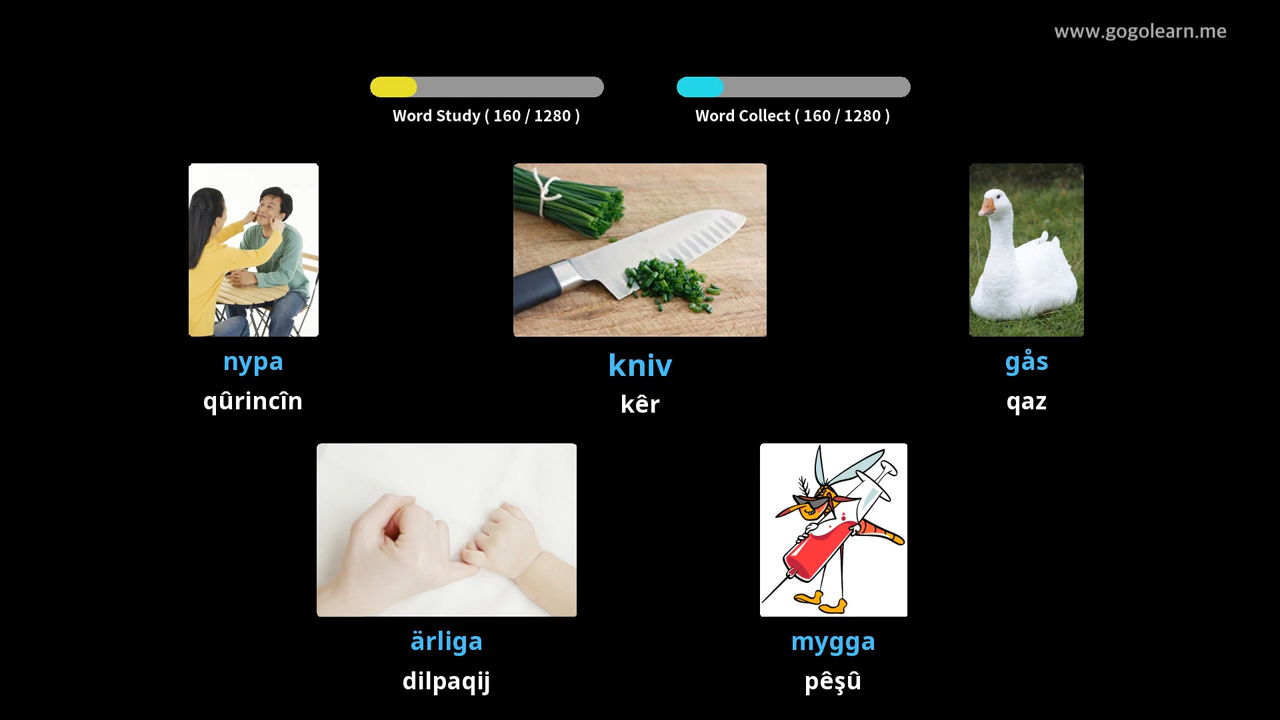 www.gogolearn.me
Word Study ( 160 / 1280 )
Word Collect ( 160 / 1280 )
nypa
qûrincîn
kniv
kêr
gås
qaz
ärliga
dilpaqij
mygga
pêşû